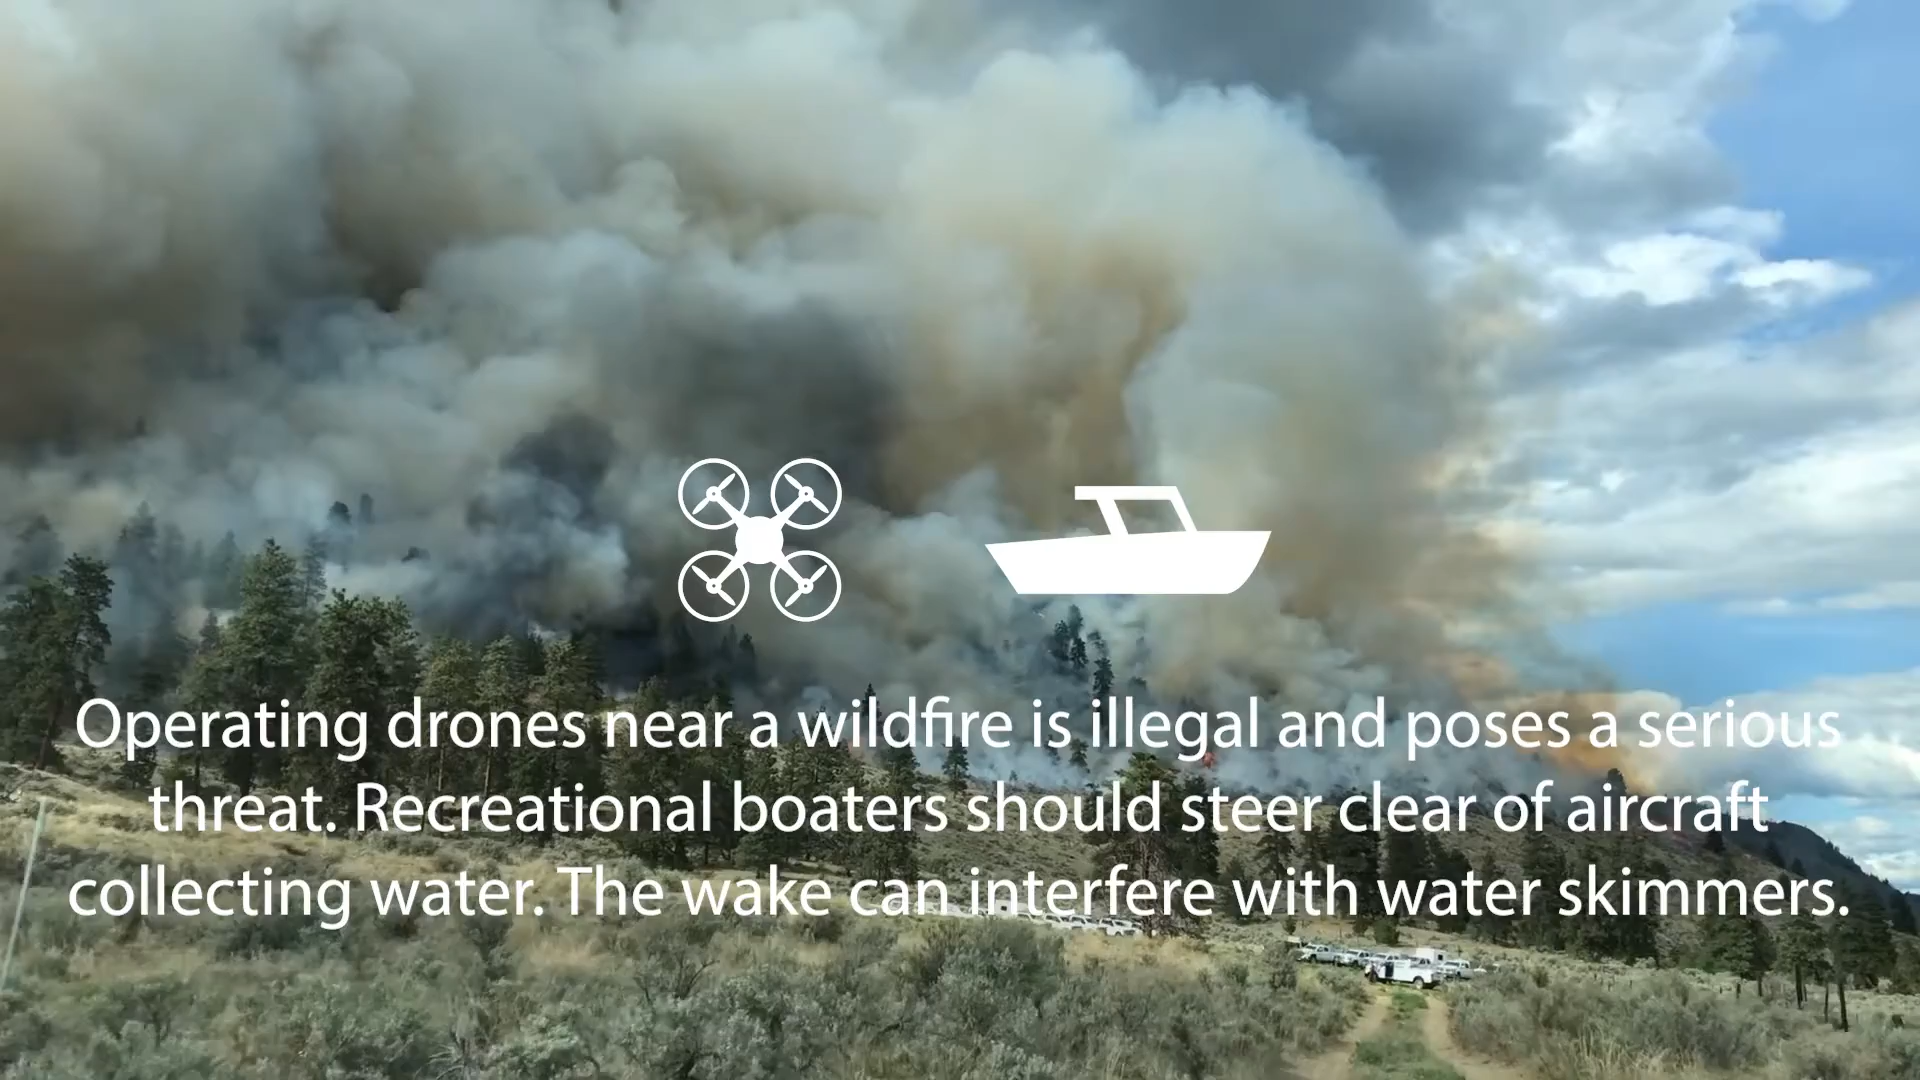 Operating drones near a wildfire is illegal and poses a serious
threat. Recreational boaters should steer clear of aircraft
collecting water. The wake can interfere with water skimmers.